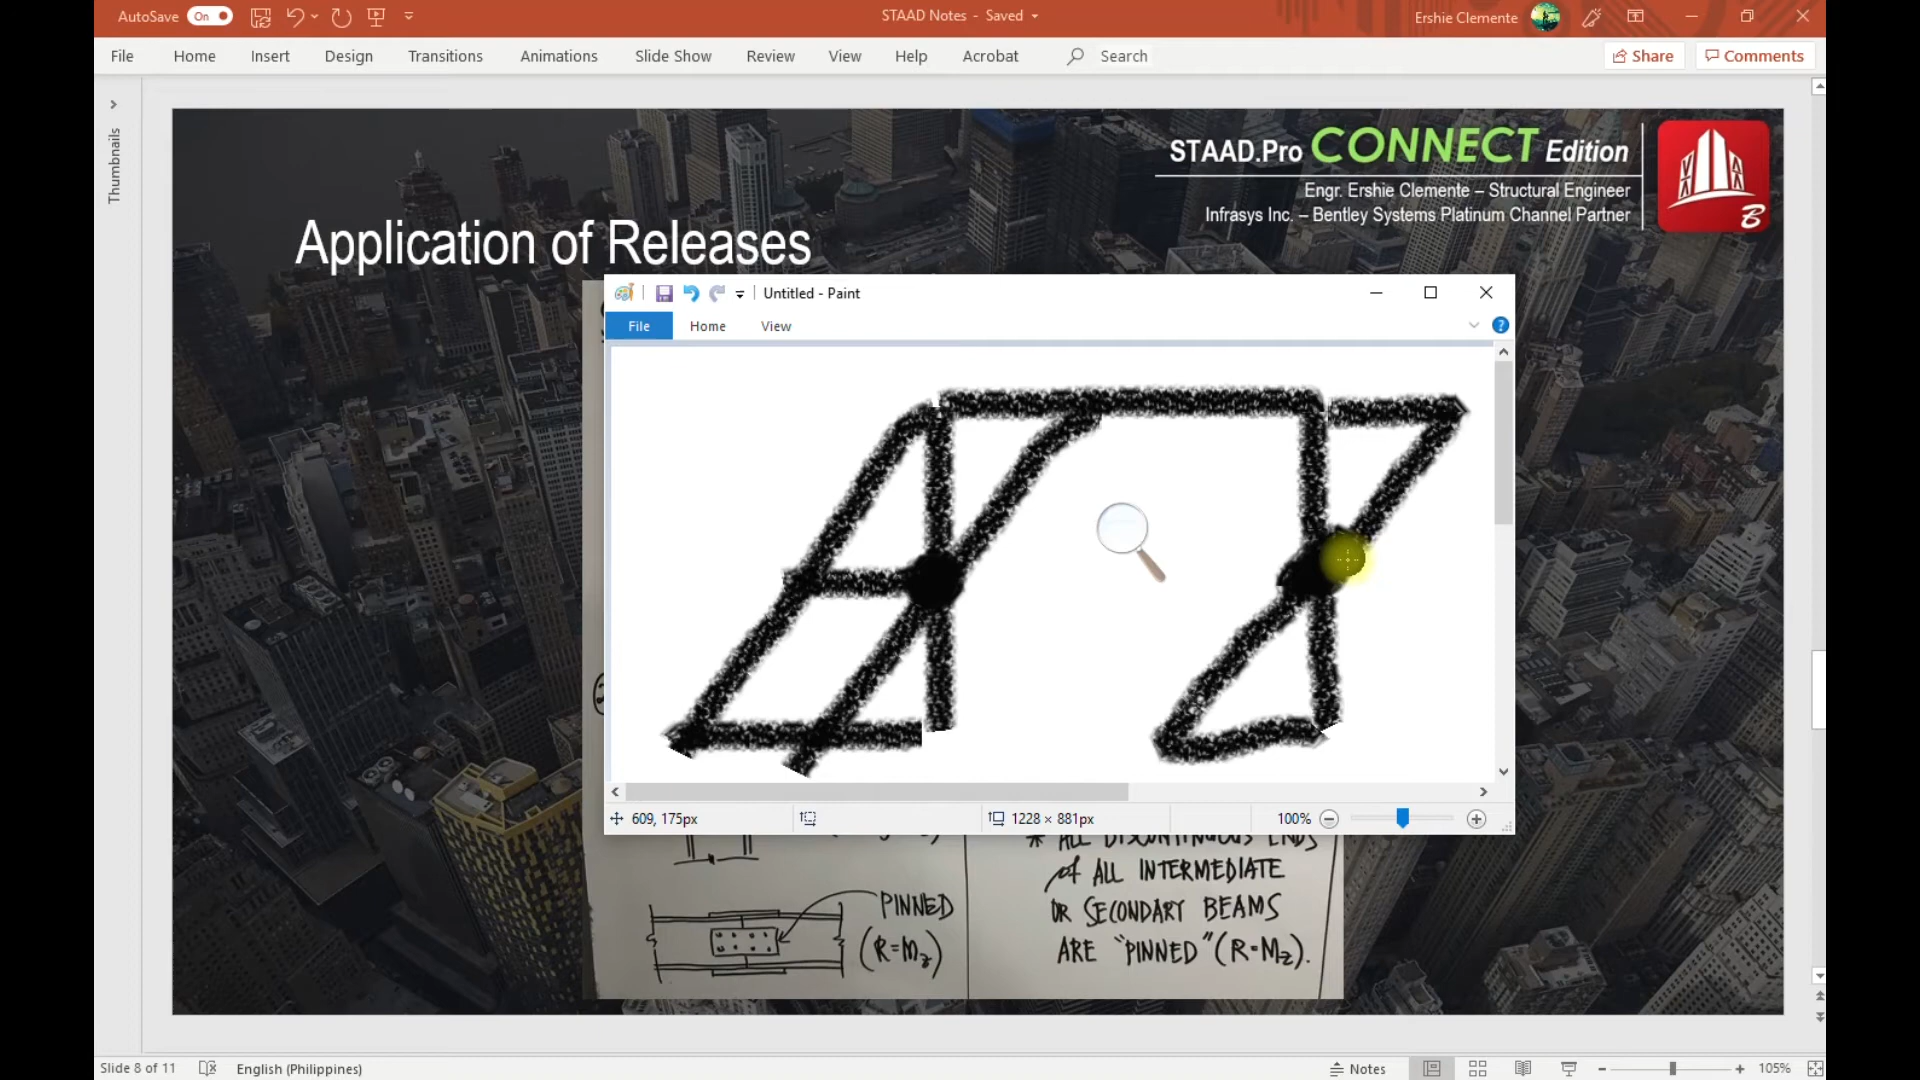 AutoSave On STAAD Notes - Saved Ershie Clemente
File Home Insert Design Transitions Animations Slide Show Review View Help Acrobat Search Share Comments
Thumbnails
STAAD.Pro CONNECT Edition
Engr. Ershie Clemente – Structural Engineer
Infrasys Inc. – Bentley Systems Platinum Channel Partner
B
Application of Releases
Untitled - Paint
File Home View
609, 175px 1228 × 881px 100%
PINNED
(R=Mz)
* ALL DISCONTINUOUS ENDS
of ALL INTERMEDIATE
OR SECONDARY BEAMS
ARE "PINNED" (R=Mz).
Slide 8 of 11 English (Philippines) Notes 105%